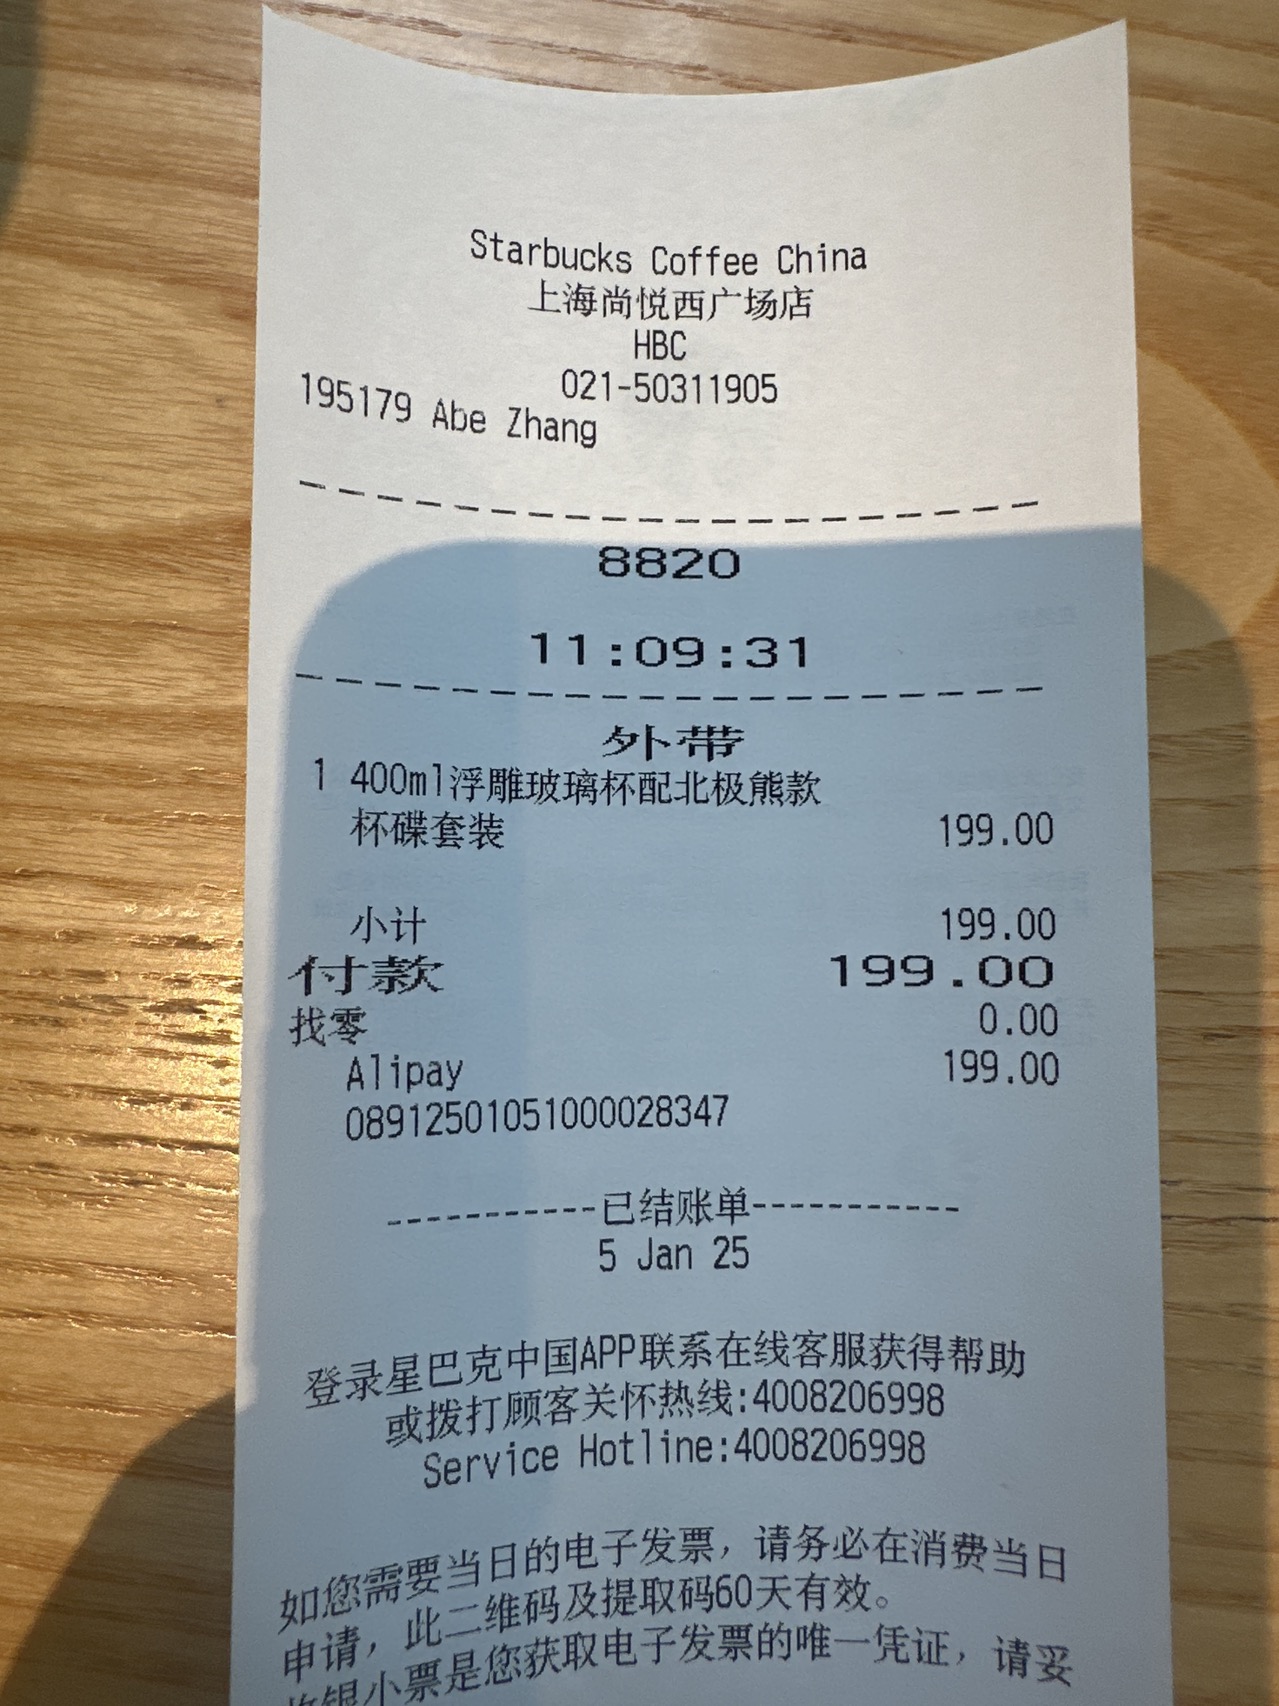 Starbucks Coffee China
上海尚悦西广场店
HBC
021-50311905
195179 Abe Zhang
8820
11:09:31
外带
1 400ml浮雕玻璃杯配北极熊款
杯碟套装 199.00
小计 199.00
付款 199.00
找零 0.00
Alipay 199.00
08912501051000028347
-----------已结账单-----------
5 Jan 25
登录星巴克中国APP联系在线客服获得帮助
或拨打顾客关怀热线:4008206998
Service Hotline:4008206998
如您需要当日的电子发票，请务必在消费当日
申请，此二维码及提取码60天有效。
收银小票是您获取电子发票的唯一凭证，请妥